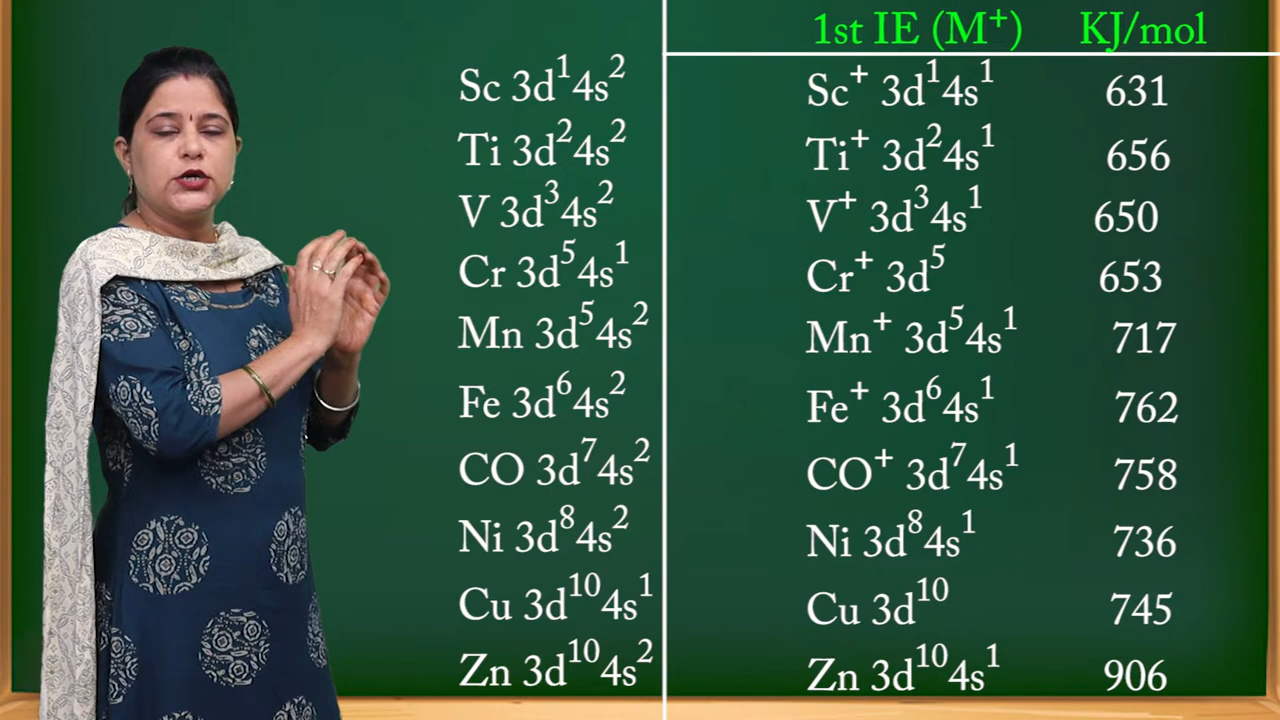 1st IE (M⁺) KJ/mol
Sc 3d¹4s² Sc⁺ 3d¹4s¹ 631
Ti 3d²4s² Ti⁺ 3d²4s¹ 656
V 3d³4s² V⁺ 3d³4s¹ 650
Cr 3d⁵4s¹ Cr⁺ 3d⁵ 653
Mn 3d⁵4s² Mn⁺ 3d⁵4s¹ 717
Fe 3d⁶4s² Fe⁺ 3d⁶4s¹ 762
CO 3d⁷4s² CO⁺ 3d⁷4s¹ 758
Ni 3d⁸4s² Ni 3d⁸4s¹ 736
Cu 3d¹⁰4s¹ Cu 3d¹⁰ 745
Zn 3d¹⁰4s² Zn 3d¹⁰4s¹ 906